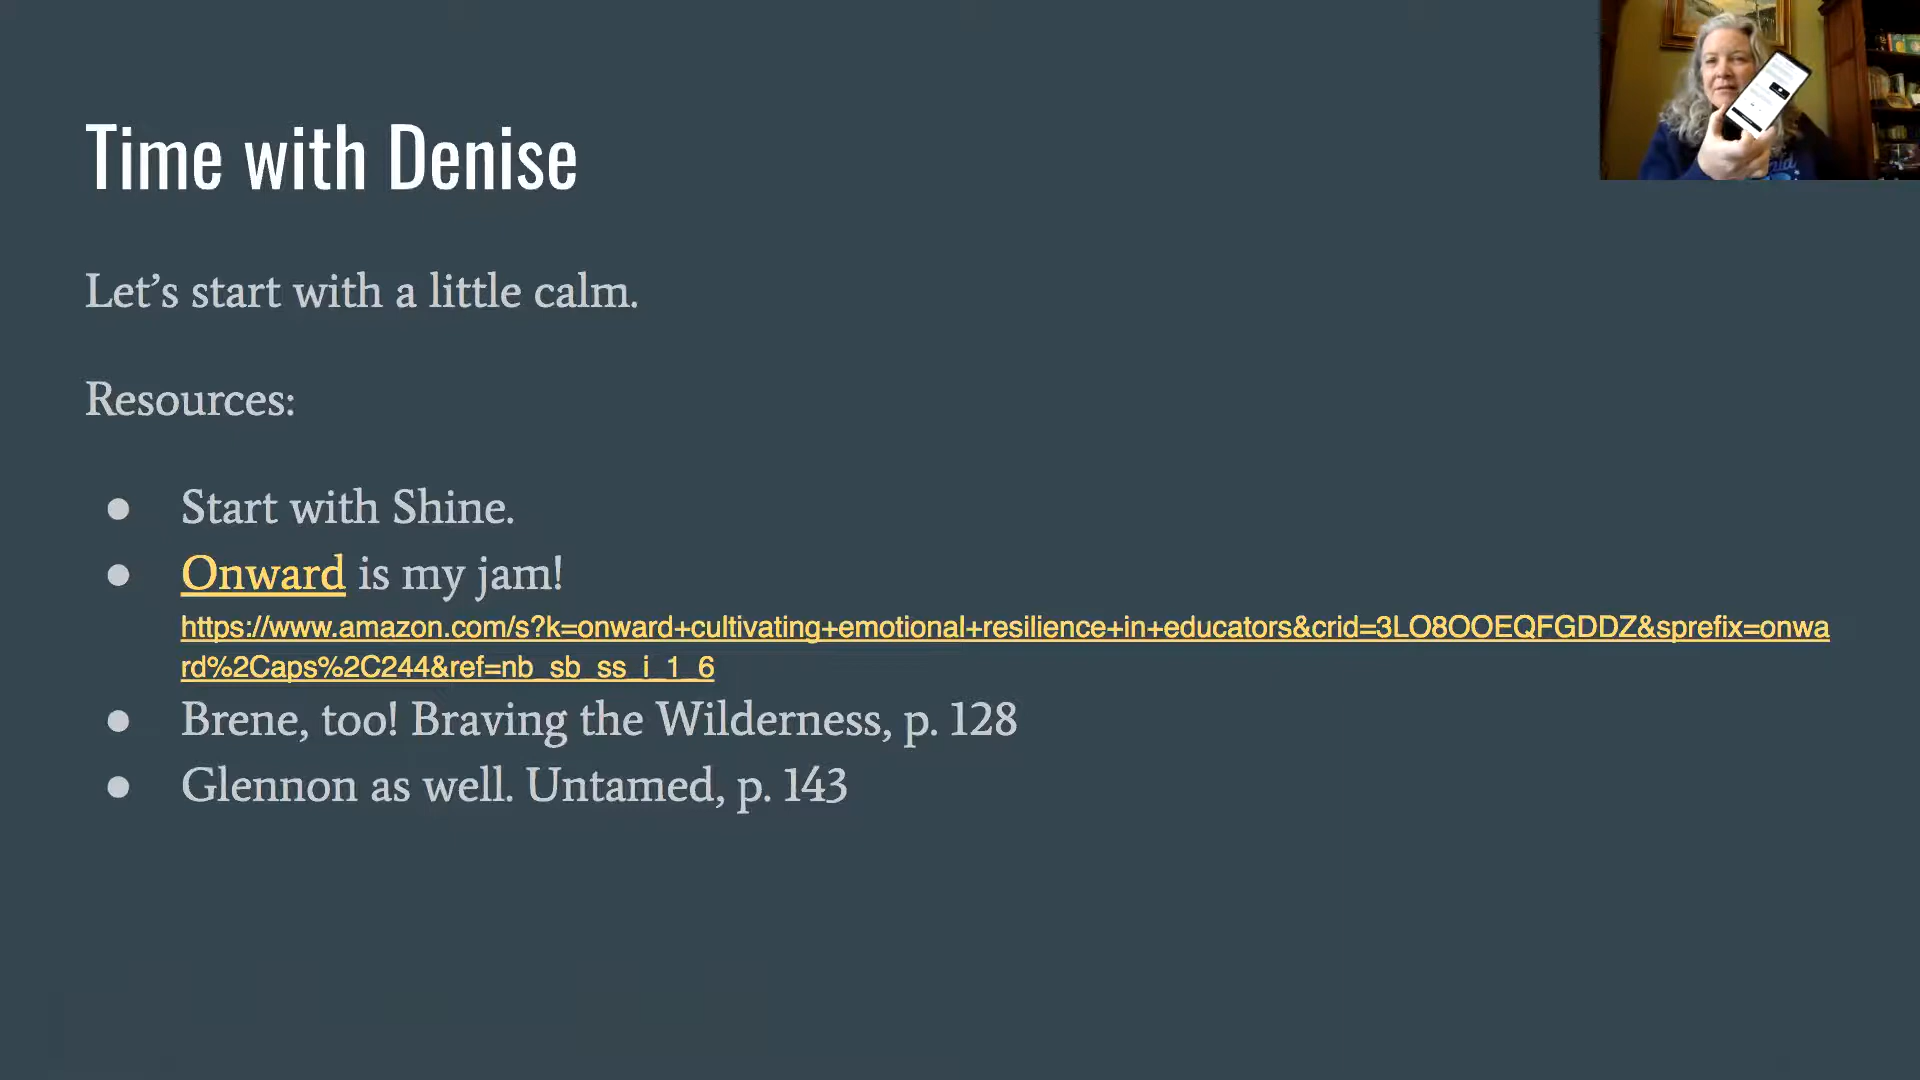 Time with Denise
Let’s start with a little calm.
Resources:
● Start with Shine.
● Onward is my jam!
https://www.amazon.com/s?k=onward+cultivating+emotional+resilience+in+educators&crid=3LO8OOEQFGDDZ&sprefix=onwa
rd%2Caps%2C244&ref=nb_sb_ss_i_1_6
● Brene, too! Braving the Wilderness, p. 128
● Glennon as well. Untamed, p. 143